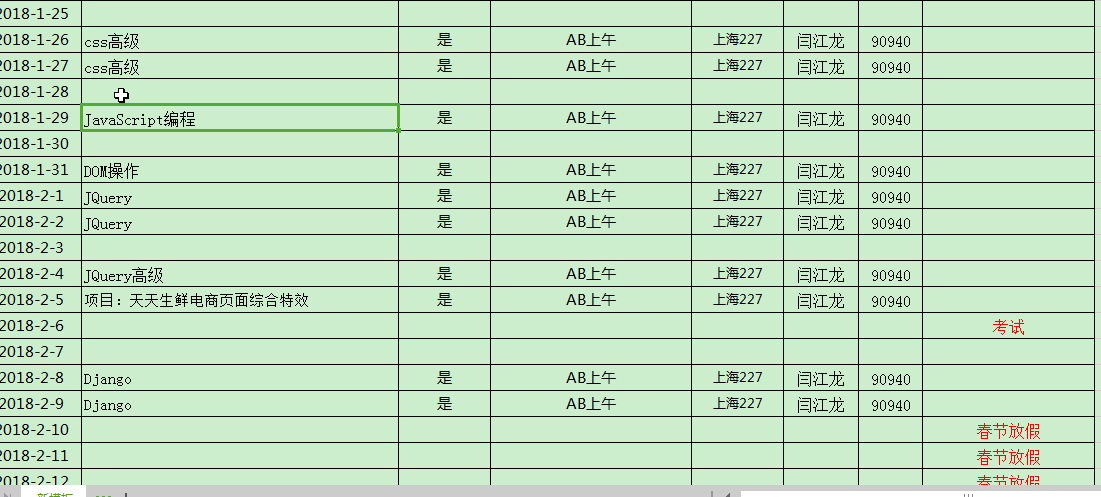 2018-1-25
2018-1-26 css高级 是 AB上午 上海227 闫江龙 90940
2018-1-27 css高级 是 AB上午 上海227 闫江龙 90940
2018-1-28
2018-1-29 JavaScript编程 是 AB上午 上海227 闫江龙 90940
2018-1-30
2018-1-31 DOM操作 是 AB上午 上海227 闫江龙 90940
2018-2-1 JQuery 是 AB上午 上海227 闫江龙 90940
2018-2-2 JQuery 是 AB上午 上海227 闫江龙 90940
2018-2-3
2018-2-4 JQuery高级 是 AB上午 上海227 闫江龙 90940
2018-2-5 项目：天天生鲜电商页面综合特效 是 AB上午 上海227 闫江龙 90940
2018-2-6 考试
2018-2-7
2018-2-8 Django 是 AB上午 上海227 闫江龙 90940
2018-2-9 Django 是 AB上午 上海227 闫江龙 90940
2018-2-10 春节放假
2018-2-11 春节放假
2018-2-12 春节放假
新模板